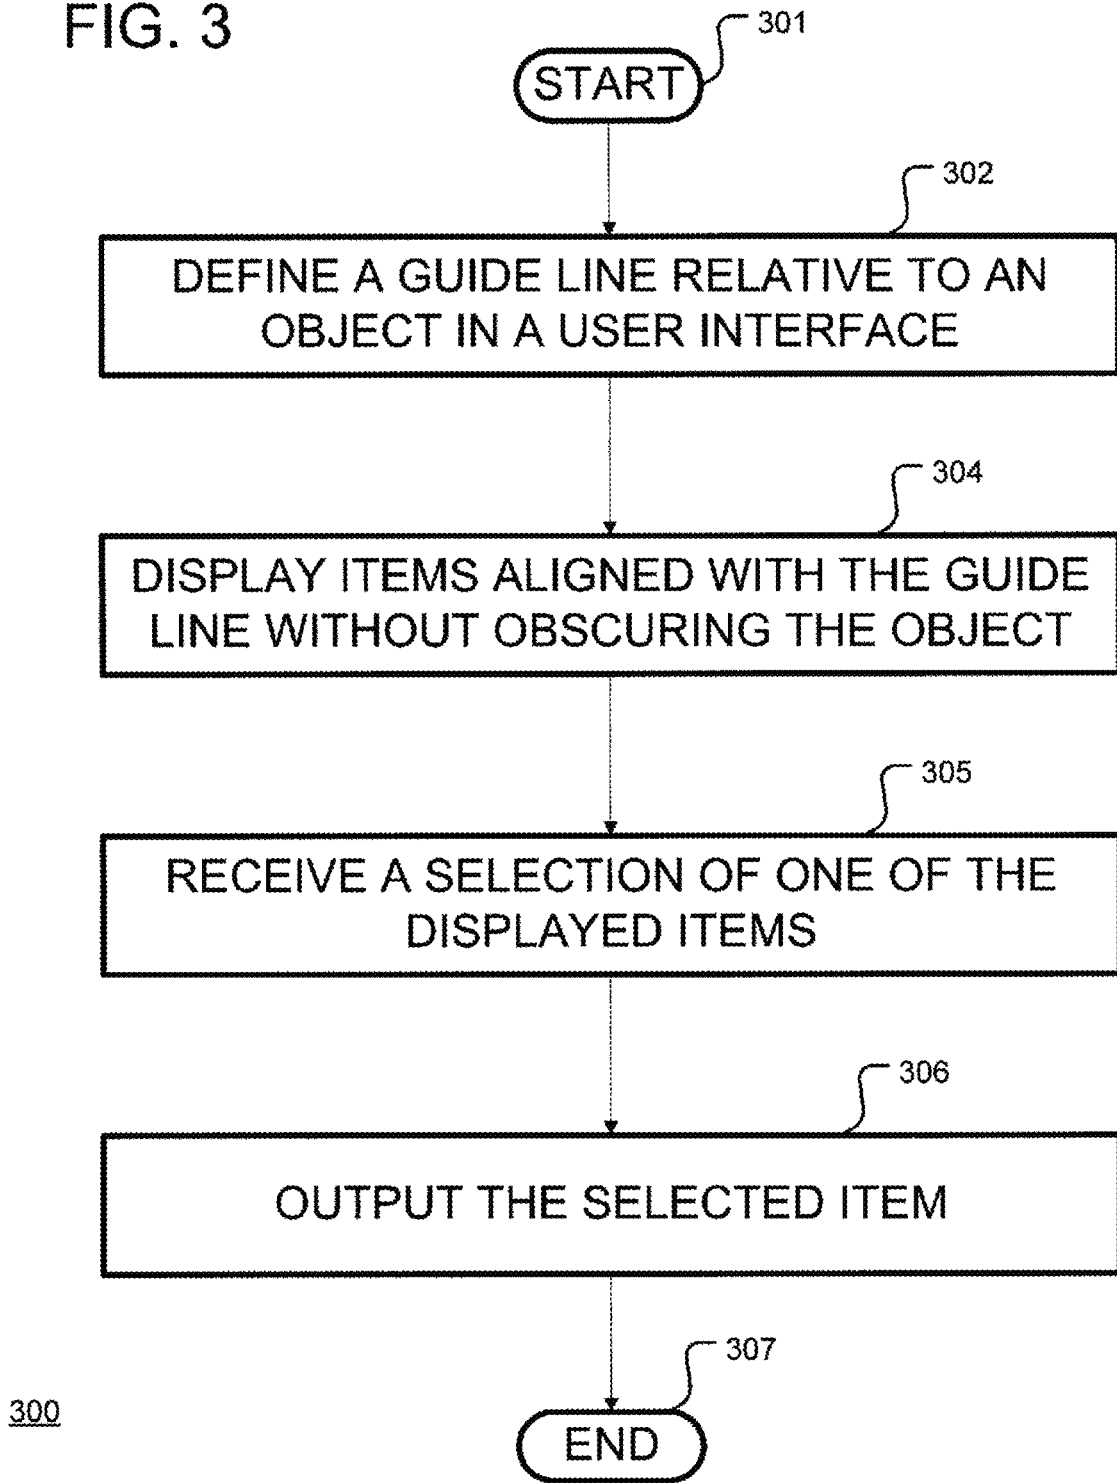 FIG. 3
301
START
302
DEFINE A GUIDE LINE RELATIVE TO AN
OBJECT IN A USER INTERFACE
304
DISPLAY ITEMS ALIGNED WITH THE GUIDE
LINE WITHOUT OBSCURING THE OBJECT
305
RECEIVE A SELECTION OF ONE OF THE
DISPLAYED ITEMS
306
OUTPUT THE SELECTED ITEM
307
300
END